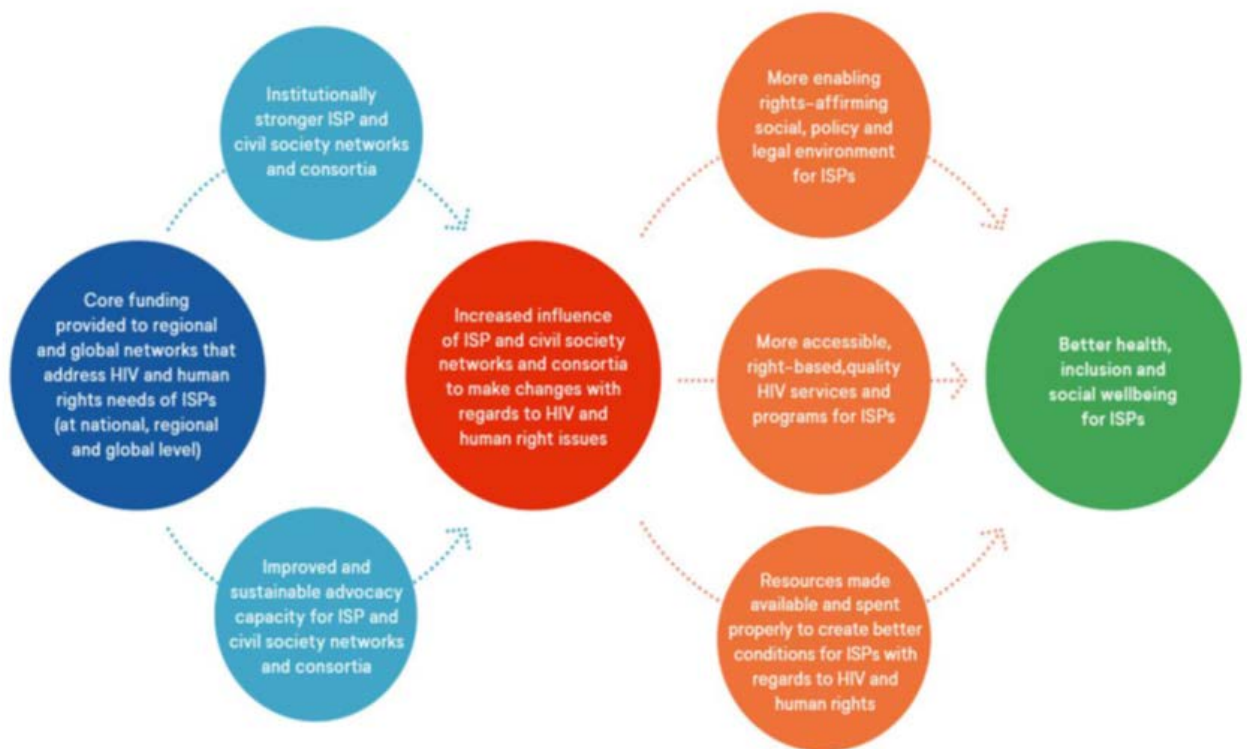 Institutionally
stronger ISP and
civil society networks
and consortia
More enabling
rights-affirming
social, policy and
legal environment
for ISPs
Core funding
provided to regional
and global networks that
address HIV and human
rights needs of ISPs
(at national, regional
and global level)
Increased influence
of ISP and civil society
networks and consortia
to make changes with
regards to HIV and
human right issues
More accessible,
right-based,quality
HIV services and
programs for ISPs
Better health,
inclusion and
social wellbeing
for ISPs
Improved and
sustainable advocacy
capacity for ISP and
civil society networks
and consortia
Resources made
available and spent
properly to create better
conditions for ISPs with
regards to HIV and
human rights